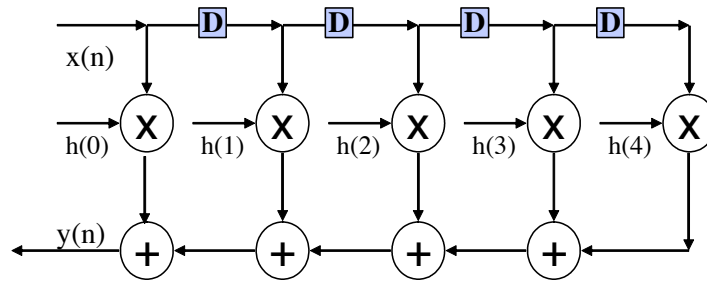 D D D D
x(n)
X X X X X
h(0) h(1) h(2) h(3) h(4)
y(n)
+ + + +